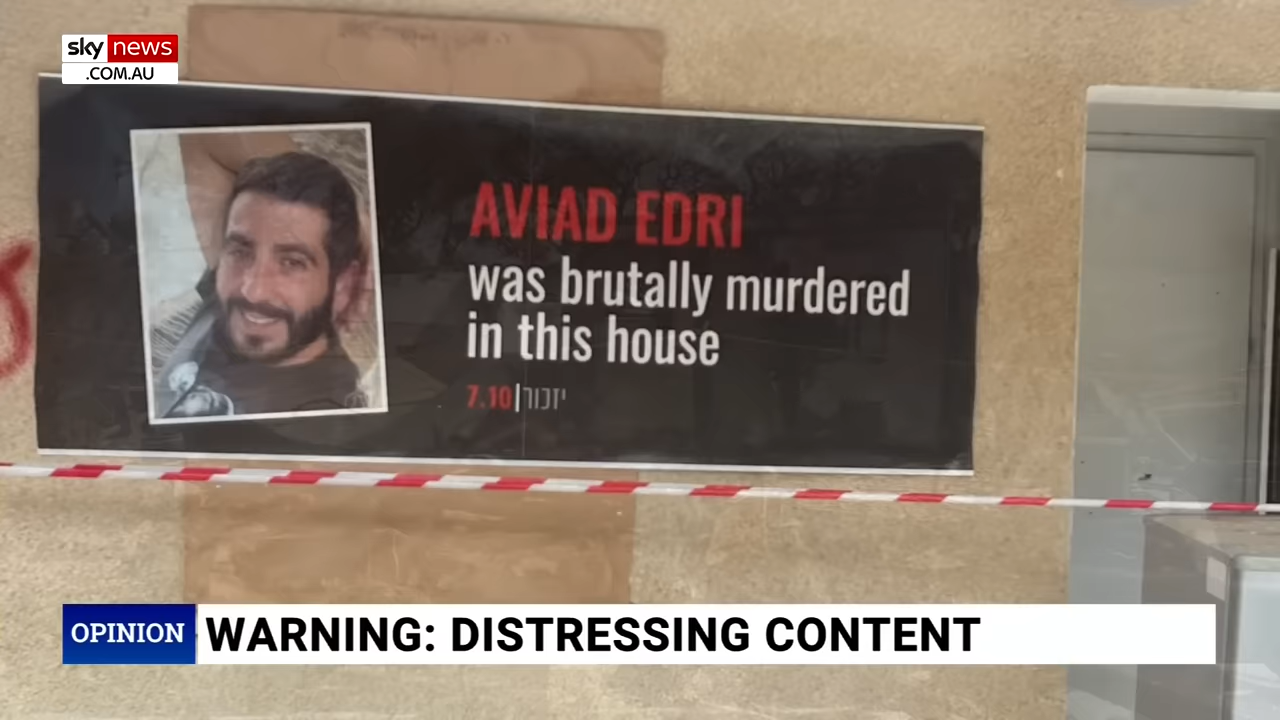 sky news
.COM.AU
AVIAD EDRI
was brutally murdered
in this house
7.10|יזכור
OPINION WARNING: DISTRESSING CONTENT